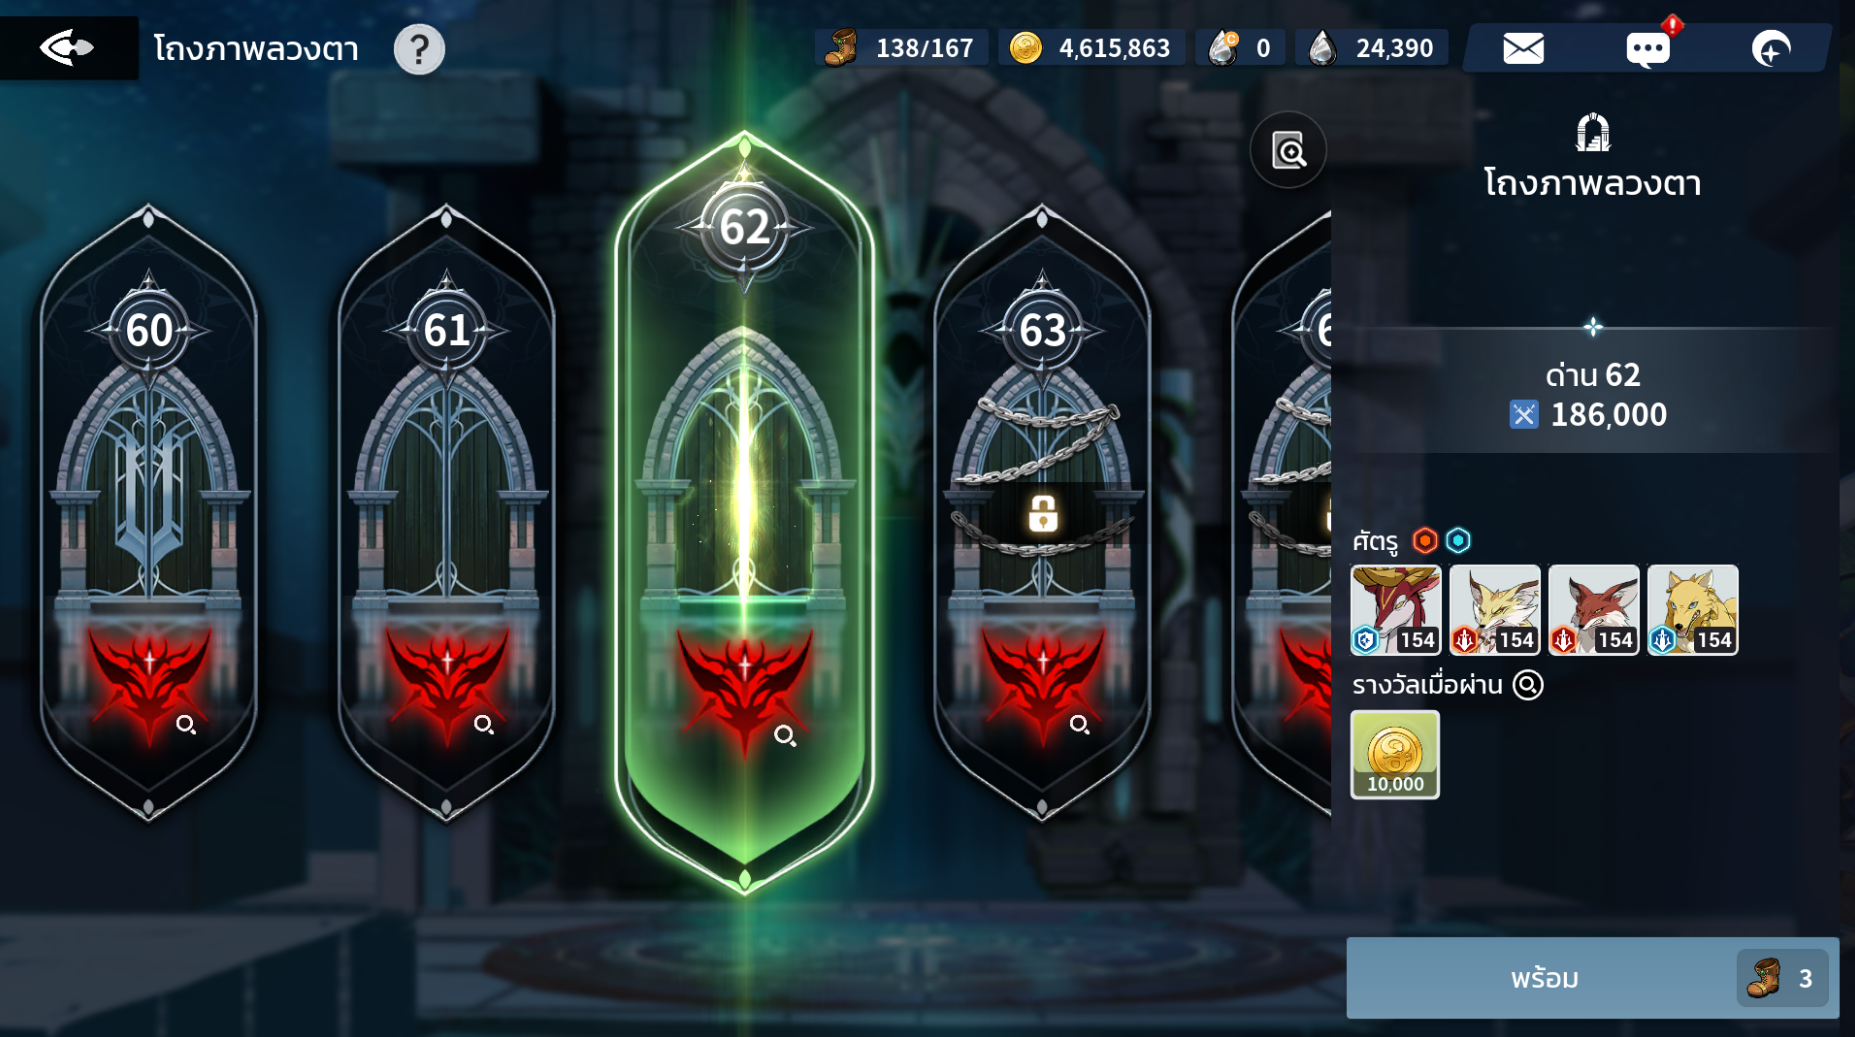 โถงภาพลวงตา
?
138/167
4,615,863
C
0
24,390
60
61
62
63
โถงภาพลวงตา
ด่าน 62
186,000
ศัตรู
154
154
154
154
รางวัลเมื่อผ่าน
10,000
พร้อม
3